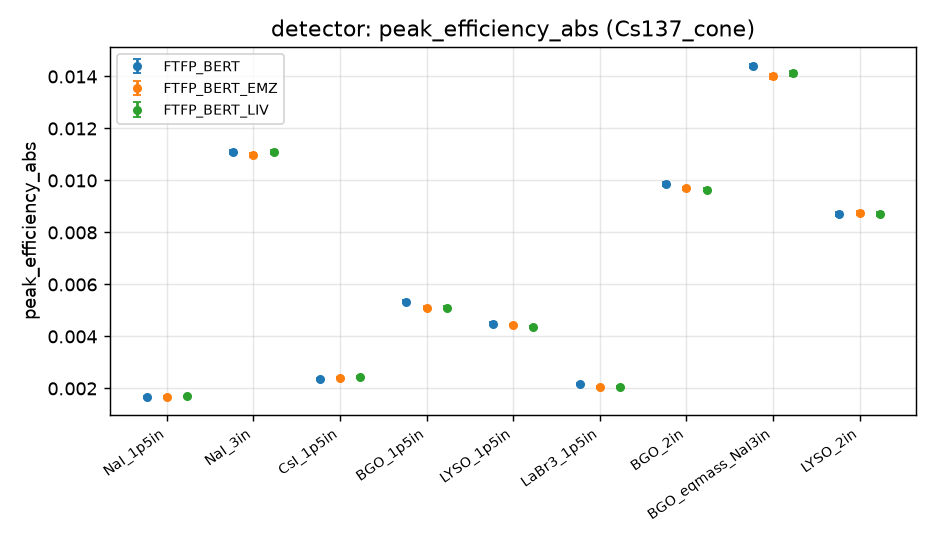 detector: peak_efficiency_abs (Cs137_cone)
FTFP_BERT
FTFP_BERT_EMZ
FTFP_BERT_LIV
peak_efficiency_abs
0.014
0.012
0.010
0.008
0.006
0.004
0.002
NaI_1p5in
NaI_3in
CsI_1p5in
BGO_1p5in
LYSO_1p5in
LaBr3_1p5in
BGO_2in
BGO_eqmass_NaI3in
LYSO_2in